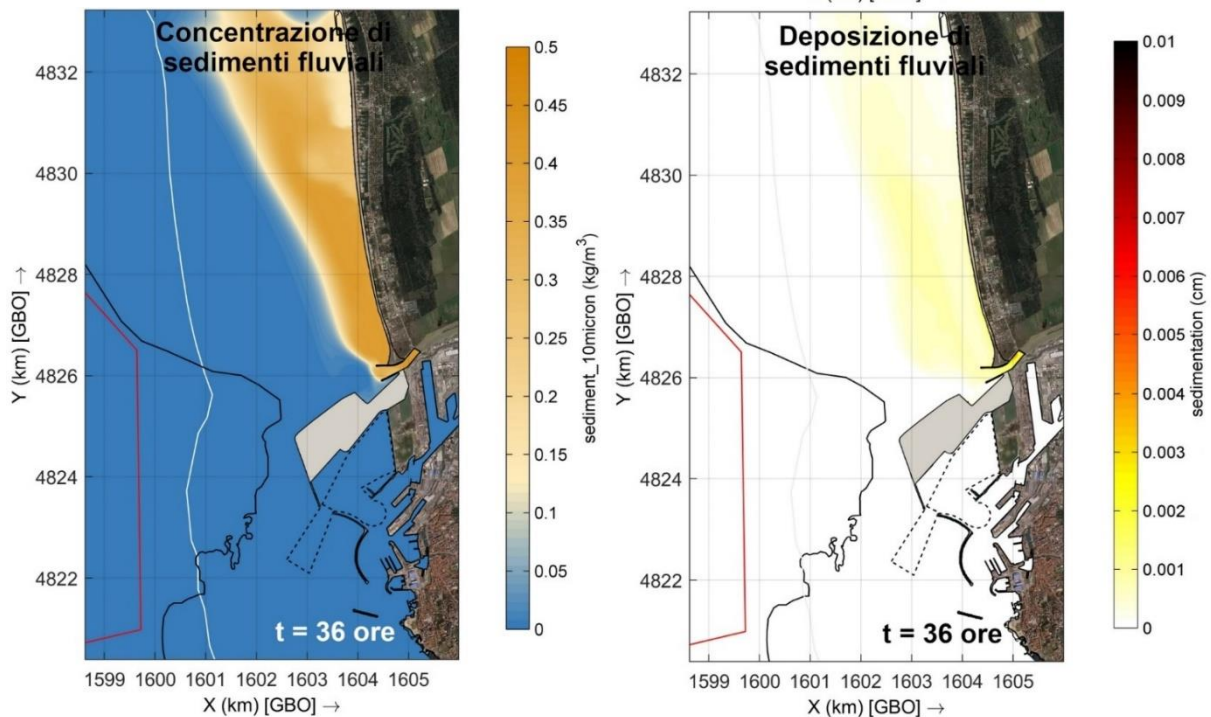 Concentrazione di
sedimenti fluviali
4832
4830
4828
4826
4824
4822
Y (km) [GBO] →
1599 1600 1601 1602 1603 1604 1605
X (km) [GBO] →
t = 36 ore
0.5
0.45
0.4
0.35
0.3
0.25
0.2
0.15
0.1
0.05
0
sediment_10micron (kg/m³)
Deposizione di
sedimenti fluviali
4832
4830
4828
4826
4824
4822
Y (km) [GBO] →
1599 1600 1601 1602 1603 1604 1605
X (km) [GBO] →
t = 36 ore
0.01
0.009
0.008
0.007
0.006
0.005
0.004
0.003
0.002
0.001
0
sedimentation (cm)